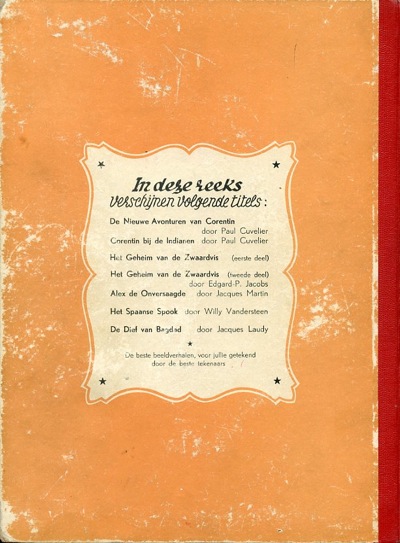 In deze reeks
verschijnen volgende titels:
De Nieuwe Avonturen van Corentin
door Paul Cuvelier
Corentin bij de Indianen door Paul Cuvelier
Het Geheim van de Zwaardvis (eerste deel)
Het Geheim van de Zwaardvis (tweede deel)
door Edgard-P. Jacobs
Alex de Onversaagde door Jacques Martin
Het Spaanse Spook door Willy Vandersteen
De Dief van Bagdad door Jacques Laudy
De beste beeldverhalen, voor jullie getekend
door de beste tekenaars